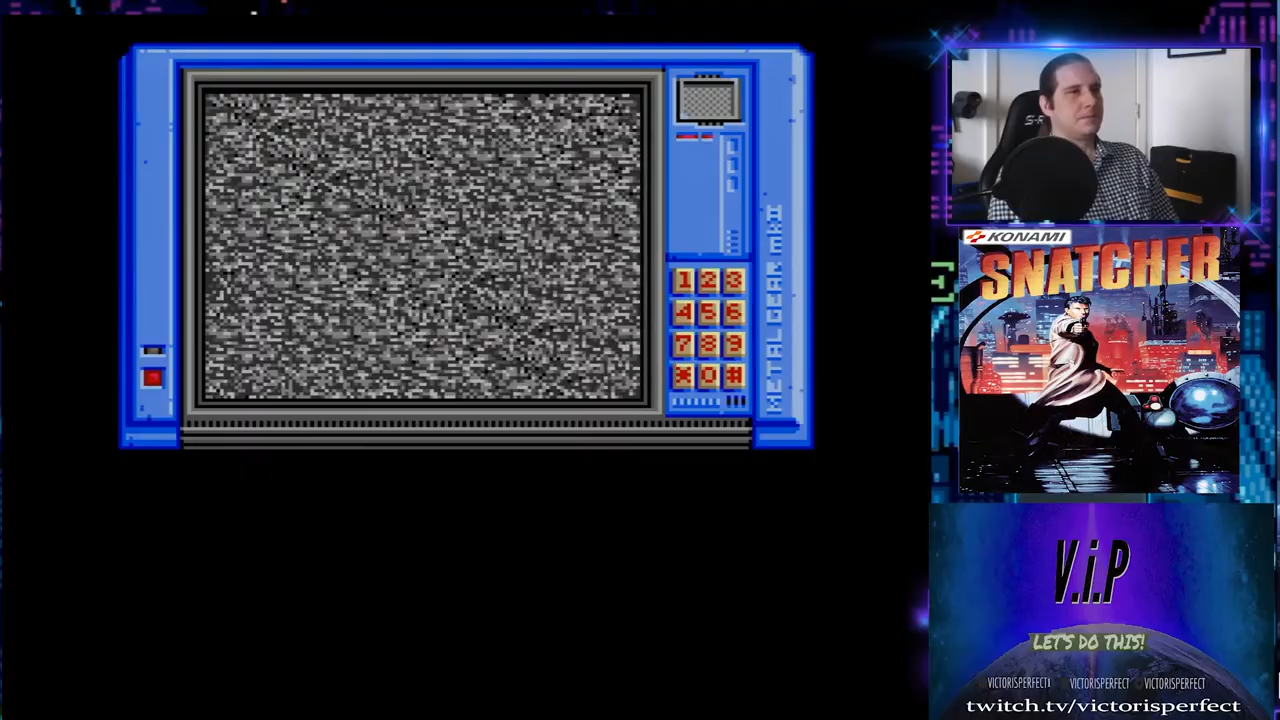 1 2 3
4 5 6
7 8 9
* 0 #
METAL GEAR MKII
S-R
KONAMI
SNATCHER
V.i.P
LET'S DO THIS!
VICTORISPERFECT1 VICTORISPERFECT VICTORISPERFECT
twitch.tv/victorisperfect